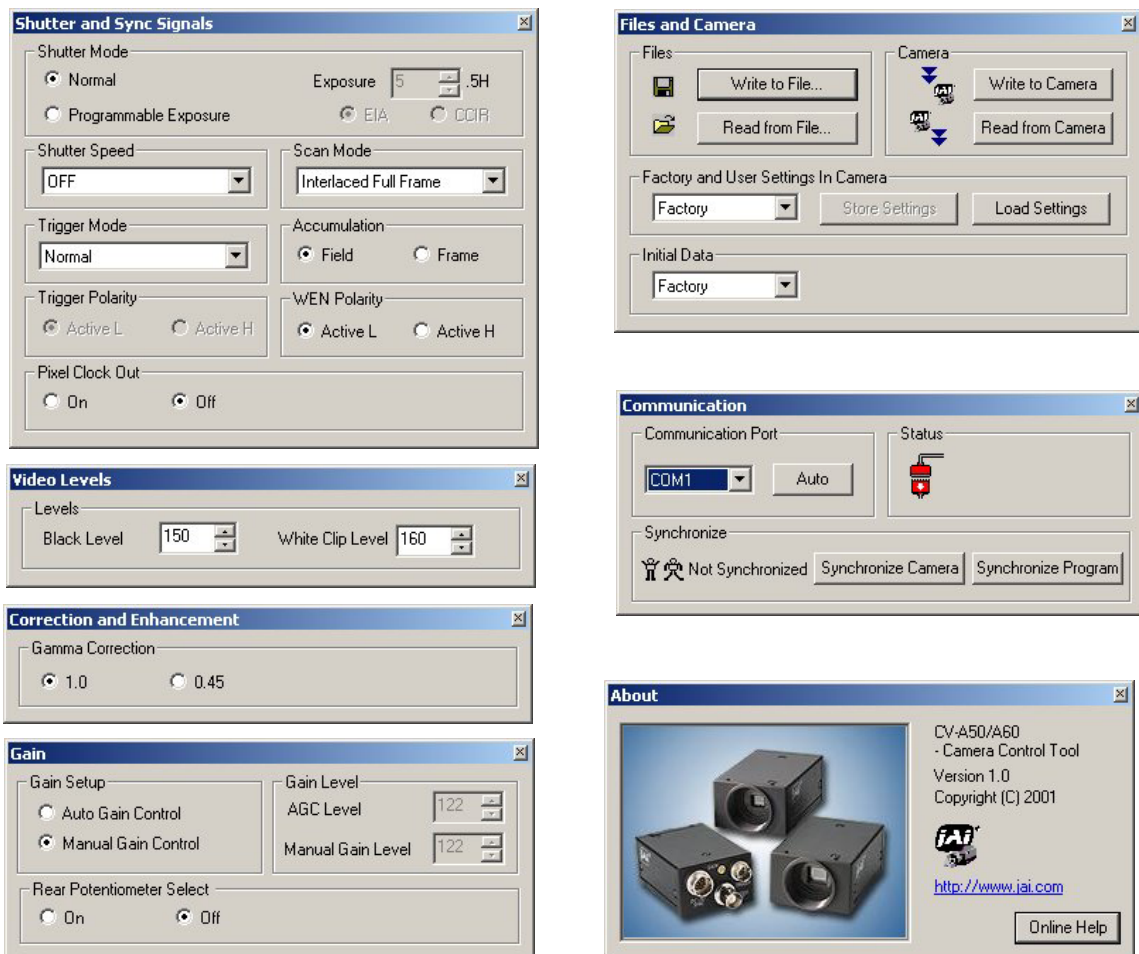 Shutter and Sync Signals
Shutter Mode
Normal
Exposure 5 .5H
Programmable Exposure
EIA CCIR
Shutter Speed
OFF
Scan Mode
Interlaced Full Frame
Trigger Mode
Normal
Accumulation
Field Frame
Trigger Polarity
Active L Active H
WEN Polarity
Active L Active H
Pixel Clock Out
On Off
Video Levels
Levels
Black Level 150 White Clip Level 160
Correction and Enhancement
Gamma Correction
1.0 0.45
Gain
Gain Setup
Auto Gain Control
Manual Gain Control
Gain Level
AGC Level 122
Manual Gain Level 122
Rear Potentiometer Select
On Off
Files and Camera
Files
Write to File...
Read from File...
Camera
Write to Camera
Read from Camera
Factory and User Settings In Camera
Factory Store Settings Load Settings
Initial Data
Factory
Communication
Communication Port
COM1 Auto
Status
Synchronize
Not Synchronized Synchronize Camera Synchronize Program
About
CV-A50/A60
- Camera Control Tool
Version 1.0
Copyright (C) 2001
JAI
http://www.jai.com
Online Help